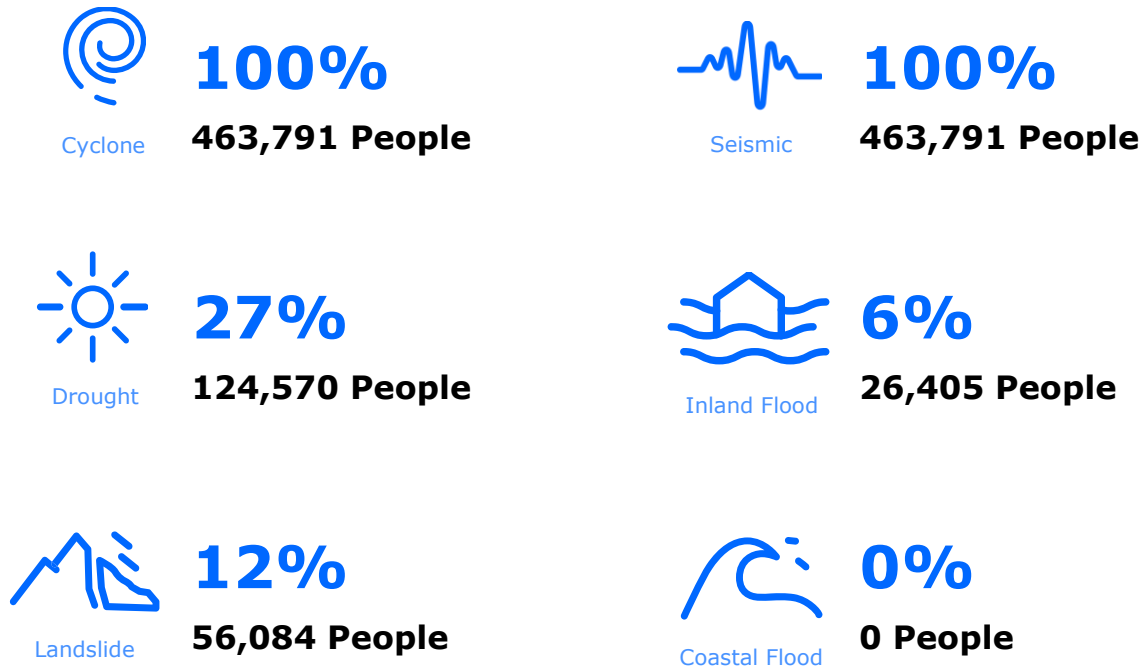 100%
Cyclone
463,791 People
100%
Seismic
463,791 People
27%
Drought
124,570 People
6%
Inland Flood
26,405 People
12%
Landslide
56,084 People
0%
Coastal Flood
0 People